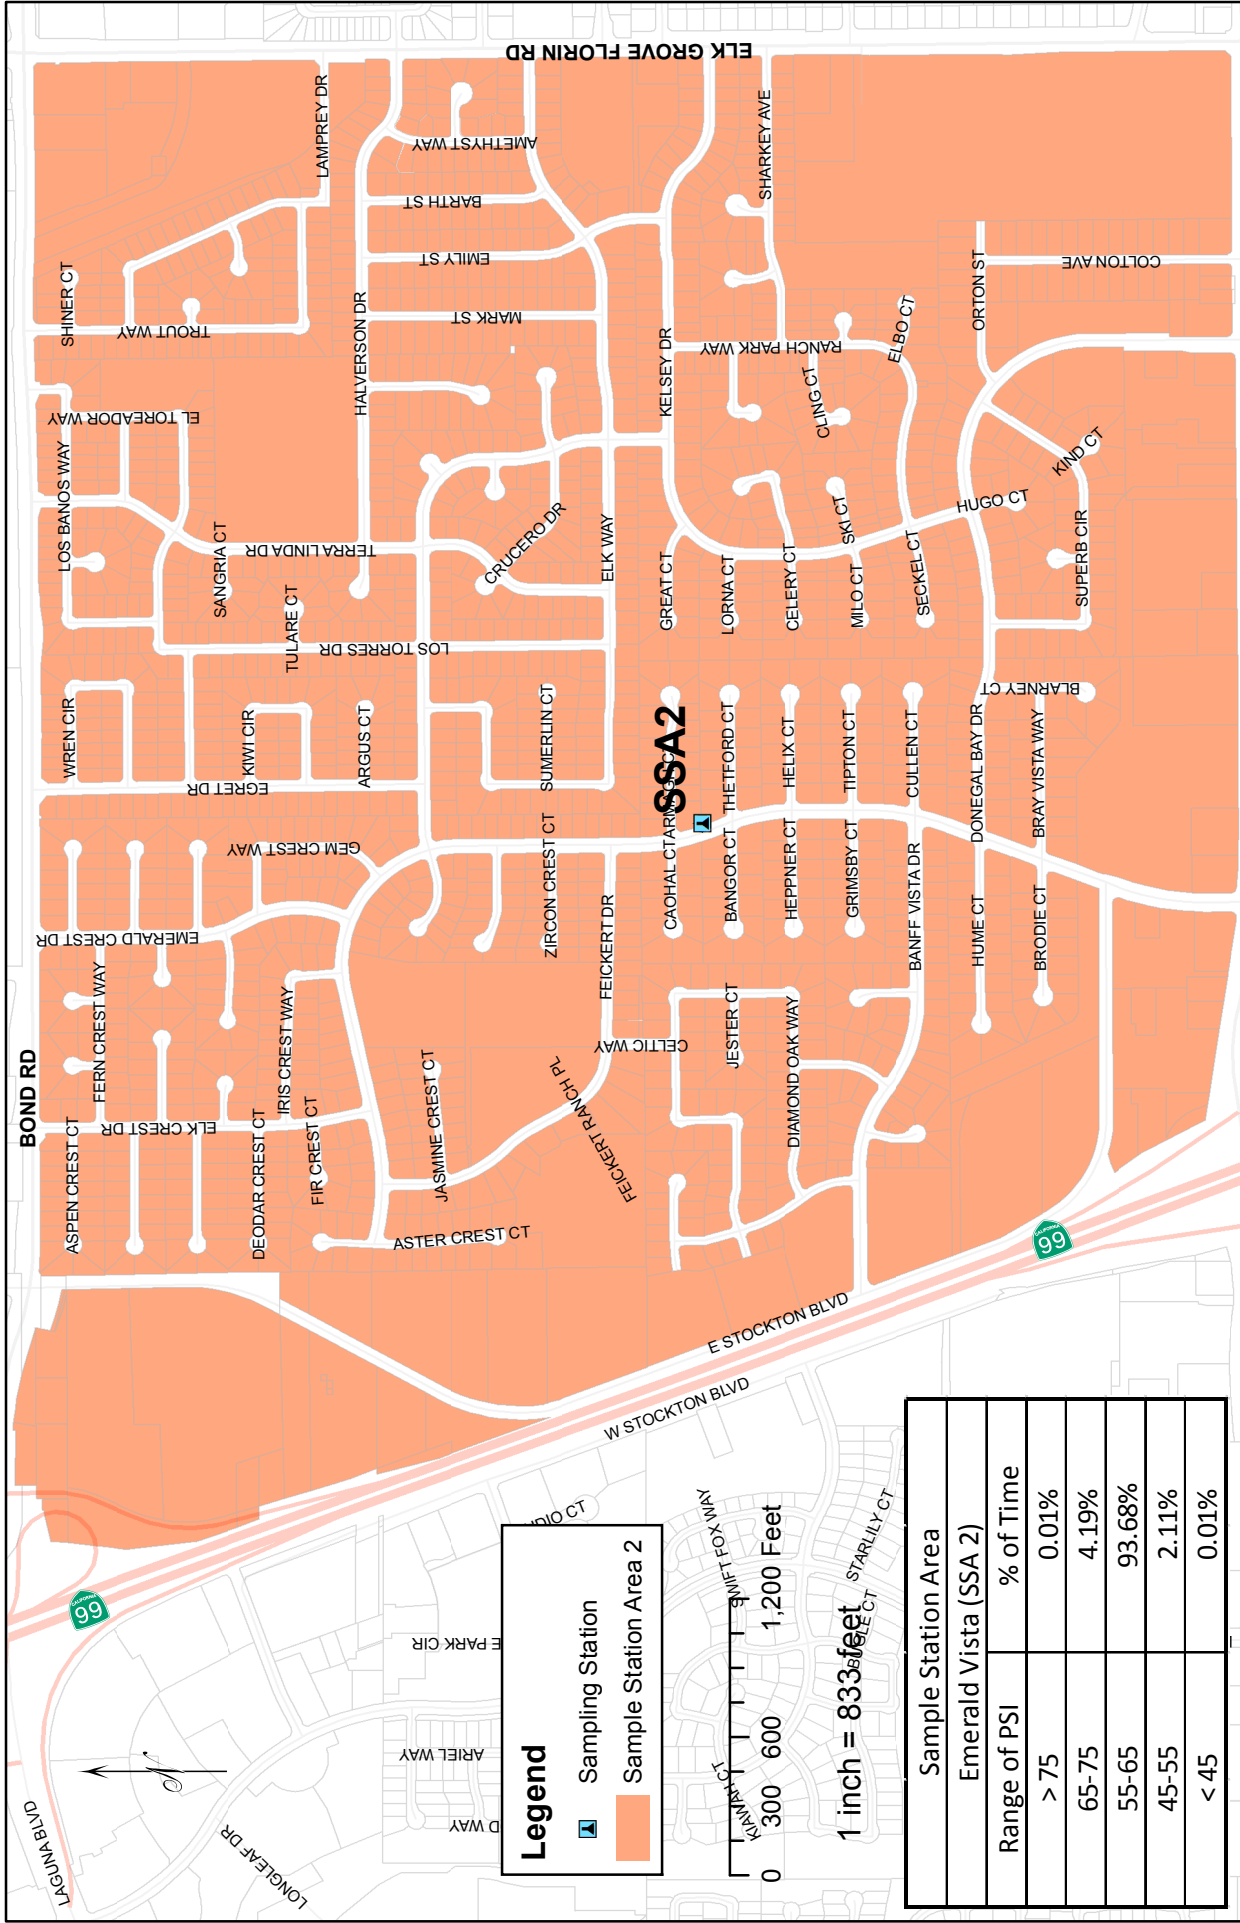 BOND RD
ELK GROVE FLORIN RD
LAGUNA BLVD
LONGLEAF DR
CALIFORNIA
99
ARIEL WAY
E PARK CIR
D WAY
W STOCKTON BLVD
E STOCKTON BLVD
CALIFORNIA
99
KIAWAH CT
SWIFT FOX WAY
BUGLE CT
STARLILY CT
ASPEN CREST CT
FERN CREST WAY
ELK CREST DR
EMERALD CREST DR
DEODAR CREST CT
IRIS CREST WAY
FIR CREST CT
GEM CREST WAY
JASMINE CREST CT
ASTER CREST CT
ZIRCON CREST CT
FEICKERT DR
FEICKERT RANCH PL
CELTIC WAY
JESTER CT
DIAMOND OAK WAY
WREN CIR
KIWI CIR
EGRET DR
ARGUS CT
SUMERLIN CT
LOS BANOS WAY
EL TOREADOR WAY
SANGRIA CT
TULARE CT
TERRA LINDA DR
LOS TORRES DR
CRUCERO DR
ELK WAY
SHINER CT
TROUT WAY
LAMPREY DR
HALVERSON DR
AMETHYST WAY
BARTH ST
EMILY ST
MARK ST
KELSEY DR
SHARKEY AVE
RANCH PARK WAY
CLING CT
ELBO CT
ORTON ST
COLTON AVE
KIND CT
HUGO CT
SUPERB CIR
GREAT CT
LORNA CT
CELERY CT
SKI CT
MILO CT
SECKEL CT
SSA2
CAOHAL CT
BANGOR CT
THETFORD CT
HEPPNER CT
HELIX CT
GRIMSBY CT
TIPTON CT
BANFF VISTA DR
CULLEN CT
HUME CT
DONEGAL BAY DR
BRODIE CT
BRAY VISTA WAY
BLARNEY CT
Legend
Sampling Station
Sample Station Area 2
0 300 600 1,200 Feet
1 inch = 833 feet
Sample Station Area
Emerald Vista (SSA 2)
Range of PSI % of Time
> 75 0.01%
65-75 4.19%
55-65 93.68%
45-55 2.11%
< 45 0.01%